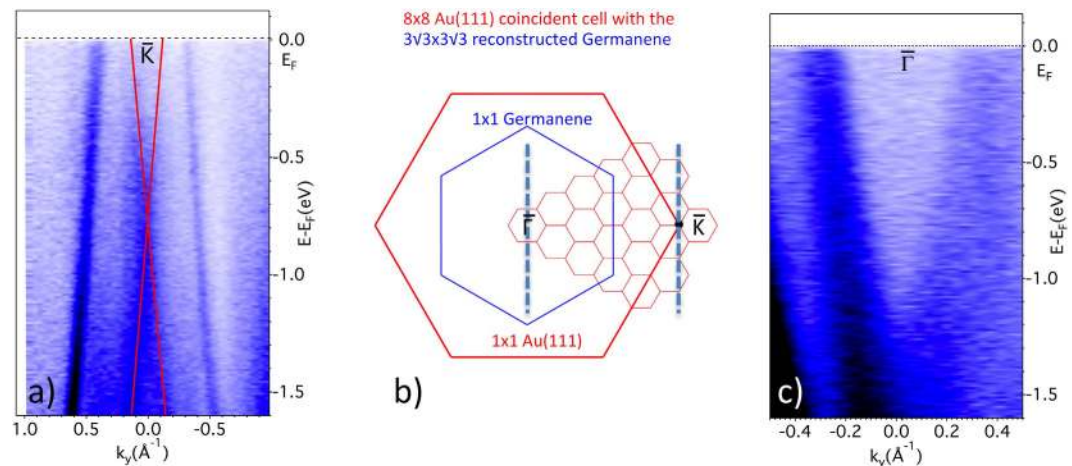 8x8 Au(111) coincident cell with the
3√3x3√3 reconstructed Germanene
K̅
0.0
E_F
-0.5
E-E_F(eV)
-1.0
-1.5
a)
1.0 0.5 0.0 -0.5
k_y(Å⁻¹)
1x1 Germanene
Γ̅
K̅
1x1 Au(111)
b)
Γ̅
0.0
E_F
-0.5
E-E_F(eV)
-1.0
-1.5
c)
-0.4 -0.2 0.0 0.2 0.4
k_y(Å⁻¹)